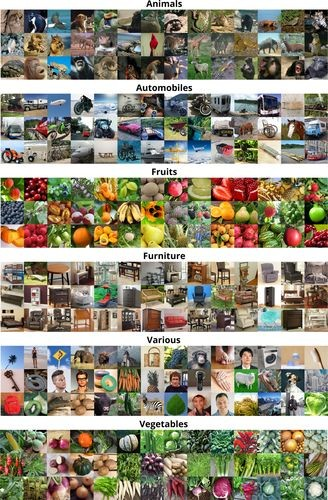 Animals
Automobiles
Fruits
Furniture
Various
Vegetables